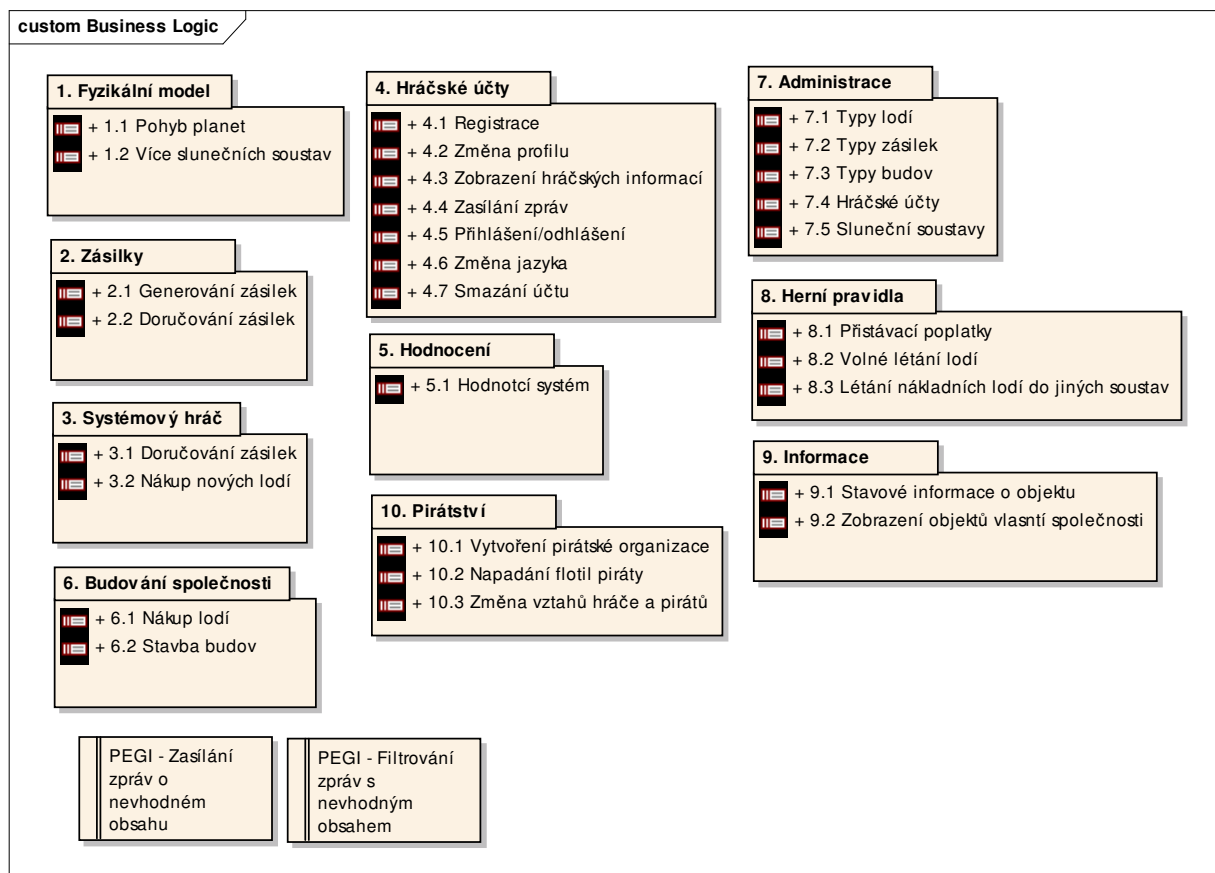 custom Business Logic
1. Fyzikální model
+ 1.1 Pohyb planet
+ 1.2 Více slunečních soustav
2. Zásilky
+ 2.1 Generování zásilek
+ 2.2 Doručování zásilek
3. Systémový hráč
+ 3.1 Doručování zásilek
+ 3.2 Nákup nových lodí
6. Budování společnosti
+ 6.1 Nákup lodí
+ 6.2 Stavba budov
4. Hráčské účty
+ 4.1 Registrace
+ 4.2 Změna profilu
+ 4.3 Zobrazení hráčských informací
+ 4.4 Zasílání zpráv
+ 4.5 Přihlášení/odhlášení
+ 4.6 Změna jazyka
+ 4.7 Smazání účtu
5. Hodnocení
+ 5.1 Hodnotcí systém
10. Pirátství
+ 10.1 Vytvoření pirátské organizace
+ 10.2 Napadání flotil piráty
+ 10.3 Změna vztahů hráče a pirátů
7. Administrace
+ 7.1 Typy lodí
+ 7.2 Typy zásilek
+ 7.3 Typy budov
+ 7.4 Hráčské účty
+ 7.5 Sluneční soustavy
8. Herní pravidla
+ 8.1 Přistávací poplatky
+ 8.2 Volné létání lodí
+ 8.3 Létání nákladních lodí do jiných soustav
9. Informace
+ 9.1 Stavové informace o objektu
+ 9.2 Zobrazení objektů vlasntí společnosti
PEGI - Zasílání
zpráv o
nevhodném
obsahu
PEGI - Filtrování
zpráv s
nevhodným
obsahem